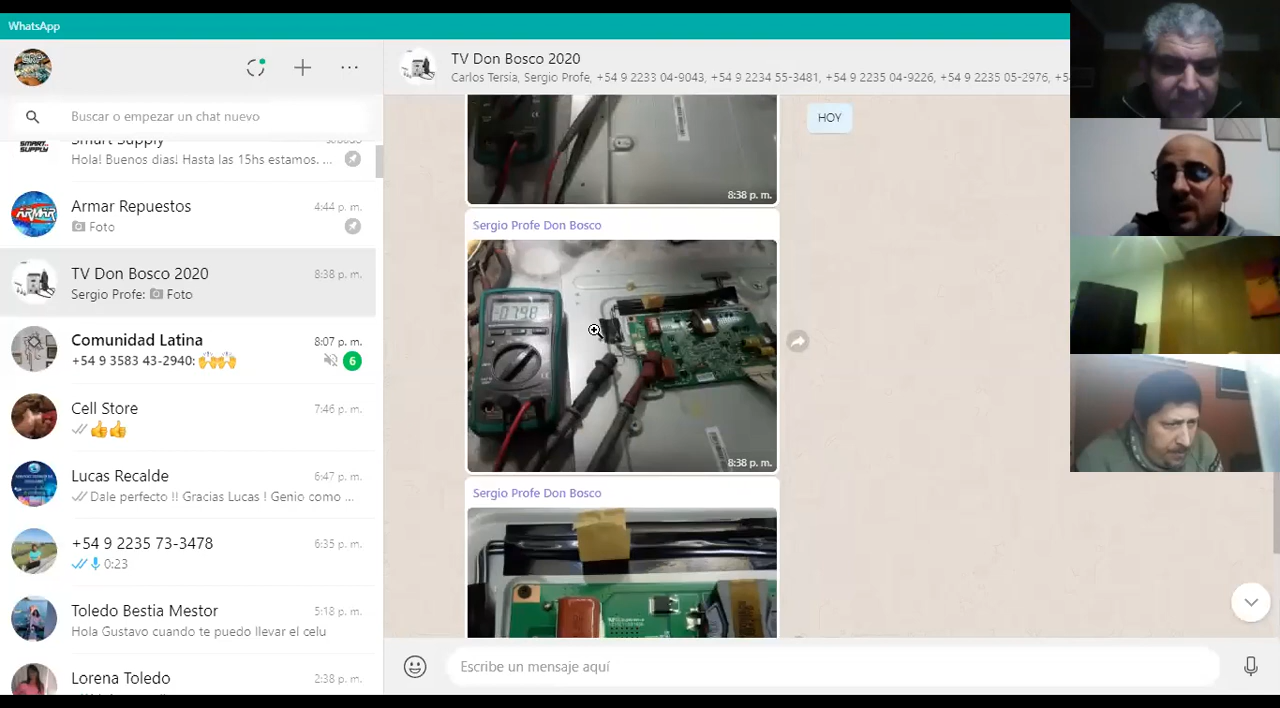 WhatsApp
Buscar o empezar un chat nuevo
Smart Supply
Hola! Buenos dias! Hasta las 15hs estamos. ...
Armar Repuestos
4:44 p. m.
Foto
TV Don Bosco 2020
8:38 p. m.
Sergio Profe: Foto
Comunidad Latina
8:07 p. m.
+54 9 3583 43-2940: 🙌🙌
6
Cell Store
7:46 p. m.
👍👍
Lucas Recalde
6:47 p. m.
Dale perfecto !! Gracias Lucas ! Genio como ...
+54 9 2235 73-3478
6:35 p. m.
0:23
Toledo Bestia Mestor
5:18 p. m.
Hola Gustavo cuando te puedo llevar el celu
Lorena Toledo
2:38 p. m.
TV Don Bosco 2020
Carlos Tersia, Sergio Profe, +54 9 2233 04-9043, +54 9 2234 55-3481, +54 9 2235 04-9226, +54 9 2235 05-2976, +5
HOY
8:38 p. m.
Sergio Profe Don Bosco
8:38 p. m.
Sergio Profe Don Bosco
Escribe un mensaje aquí